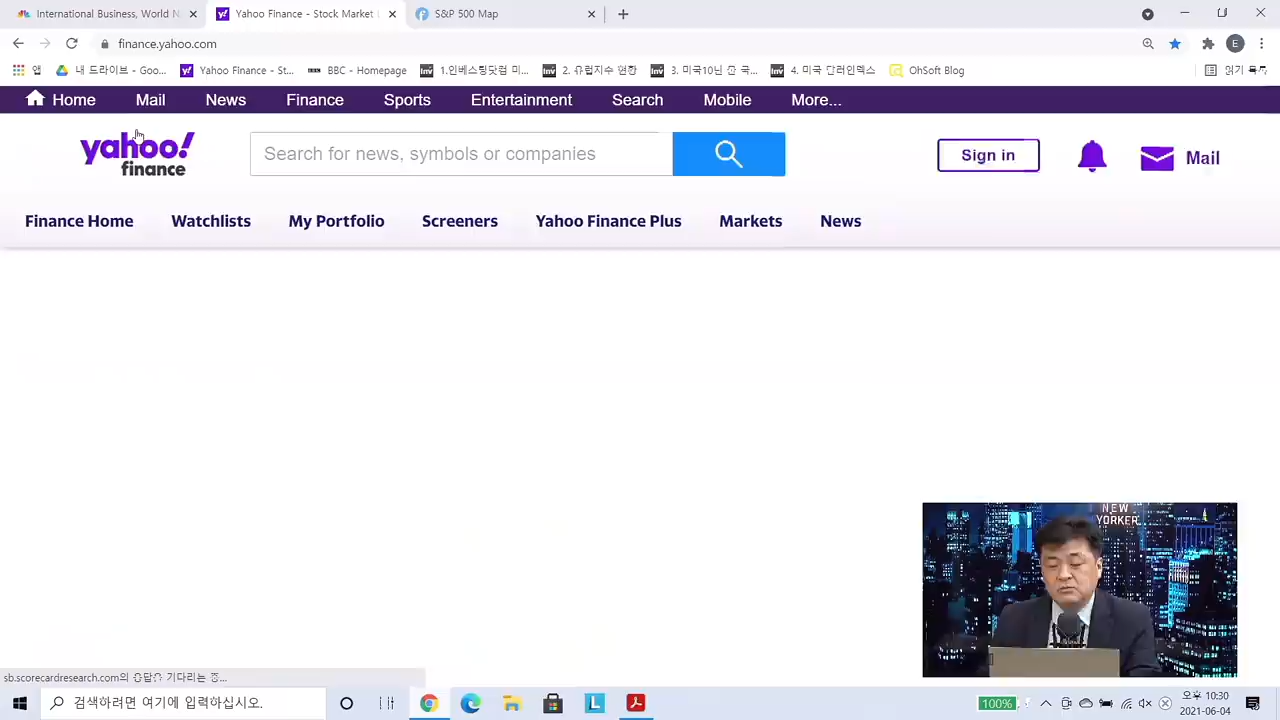 International Business, World N
Yahoo Finance - Stock Market L
S&P 500 Map
finance.yahoo.com
E
앱
내 드라이브 - Goo...
Yahoo Finance - St...
BBC - Homepage
1.인베스팅닷컴 미...
2. 유럽지수 현황
3. 미국10년 준 국...
4. 미국 달러인덱스
OhSoft Blog
읽기 목록
Home
Mail
News
Finance
Sports
Entertainment
Search
Mobile
More...
yahoo!
finance
Search for news, symbols or companies
Sign in
Mail
Finance Home
Watchlists
My Portfolio
Screeners
Yahoo Finance Plus
Markets
News
NEW
YORKER
sb.scorecardresearch.com의 응답을 기다리는 중...
검색하려면 여기에 입력하십시오.
100%
오후 10:30
2021-06-04